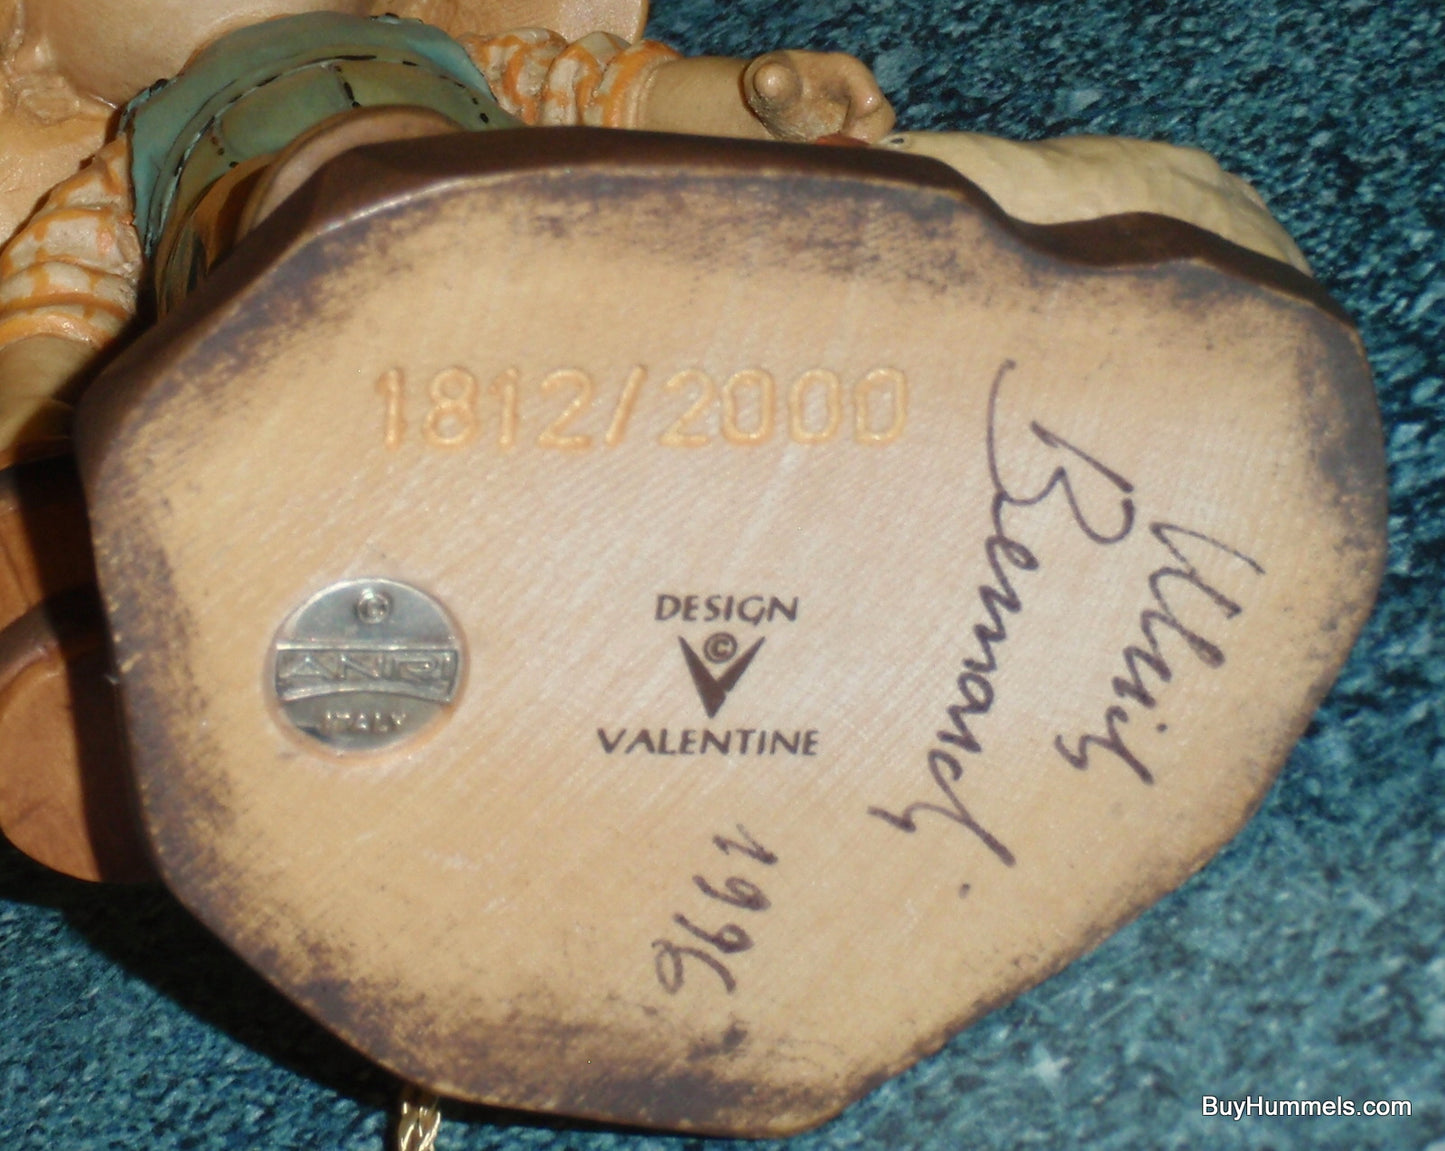 1812/2000
©
ANRI
ITALY
DESIGN
©
VALENTINE
Ulrich
Bernardi
1996
BuyHummels.com